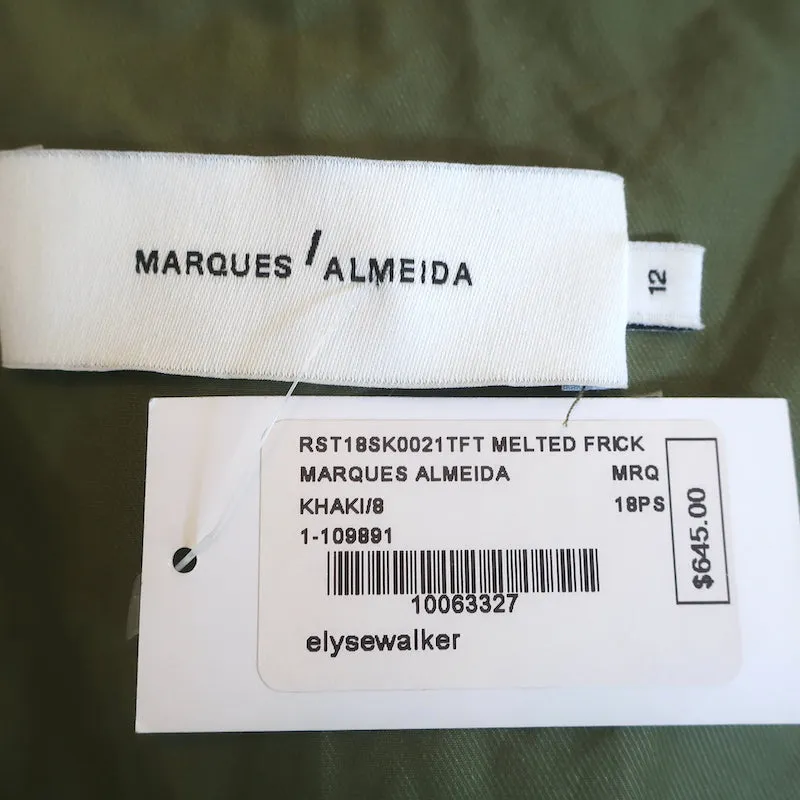 MARQUES / ALMEIDA
12
RST18SK0021TFT MELTED FRICK
MARQUES ALMEIDA MRQ
KHAKI/8 18PS
1-109891
$645.00
10063327
elysewalker